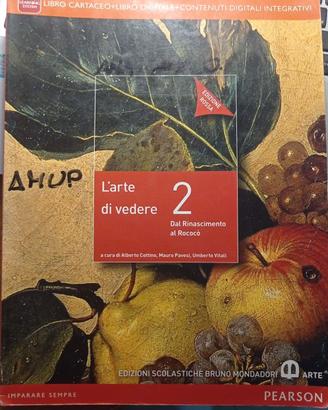 LIBRO CARTACEO+LIBRO DIGITALE+CONTENUTI DIGITALI INTEGRATIVI
EDIZIONE
ROSSA
ΔHUP
L'arte
di vedere 2
Dal Rinascimento
al Rococò
a cura di Alberto Cottino, Mauro Pavesi, Umberto Vitali
EDIZIONI SCOLASTICHE BRUNO MONDADORI ARTE
IMPARARE SEMPRE
PEARSON